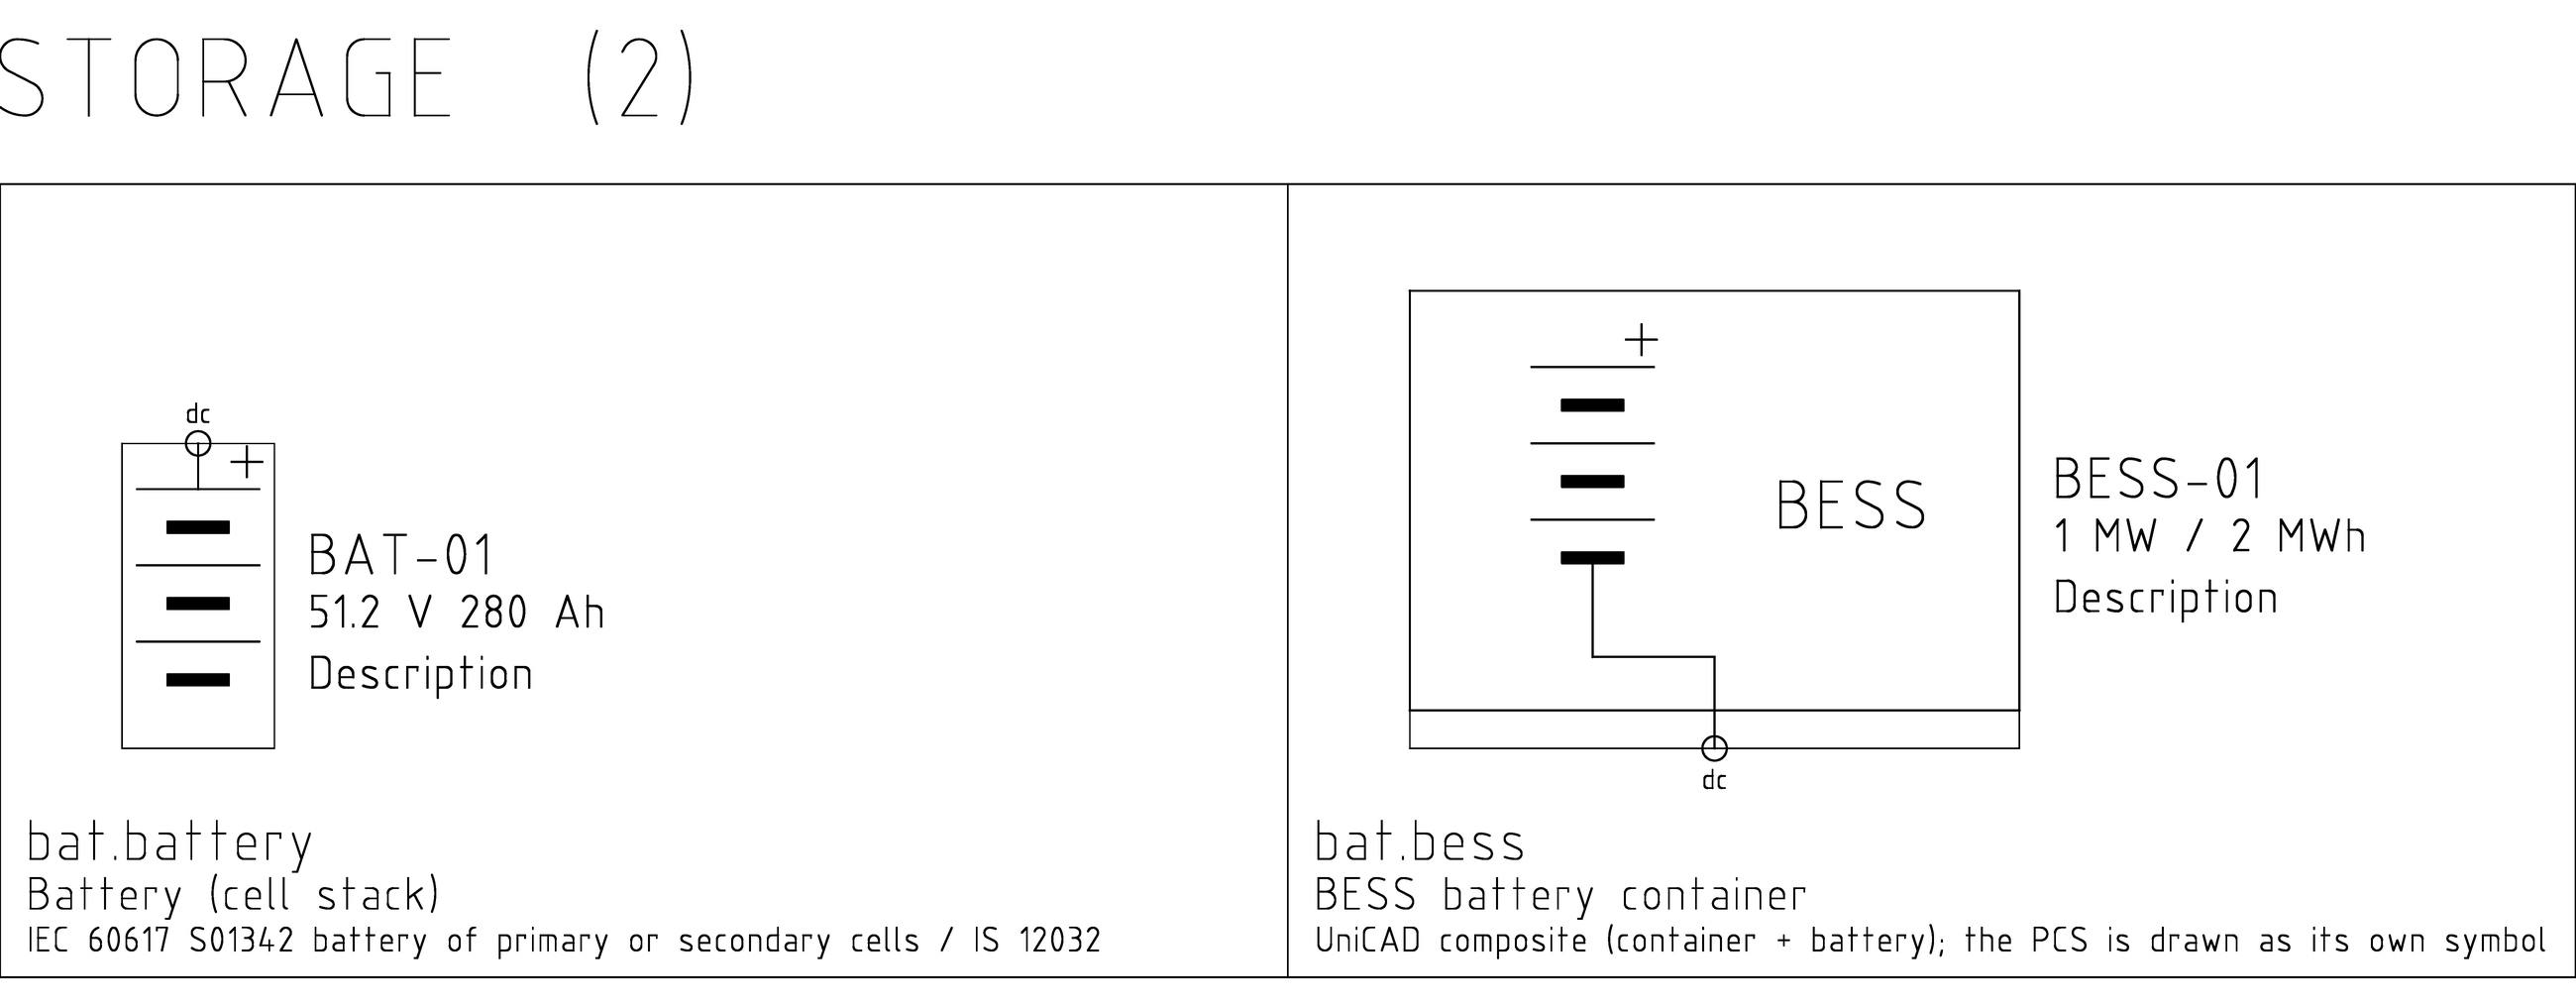 STORAGE (2)
dc
+
BAT-01
51.2 V 280 Ah
Description
bat.battery
Battery (cell stack)
IEC 60617 S01342 battery of primary or secondary cells / IS 12032
+
BESS
BESS-01
1 MW / 2 MWh
Description
dc
bat.bess
BESS battery container
UniCAD composite (container + battery); the PCS is drawn as its own symbol